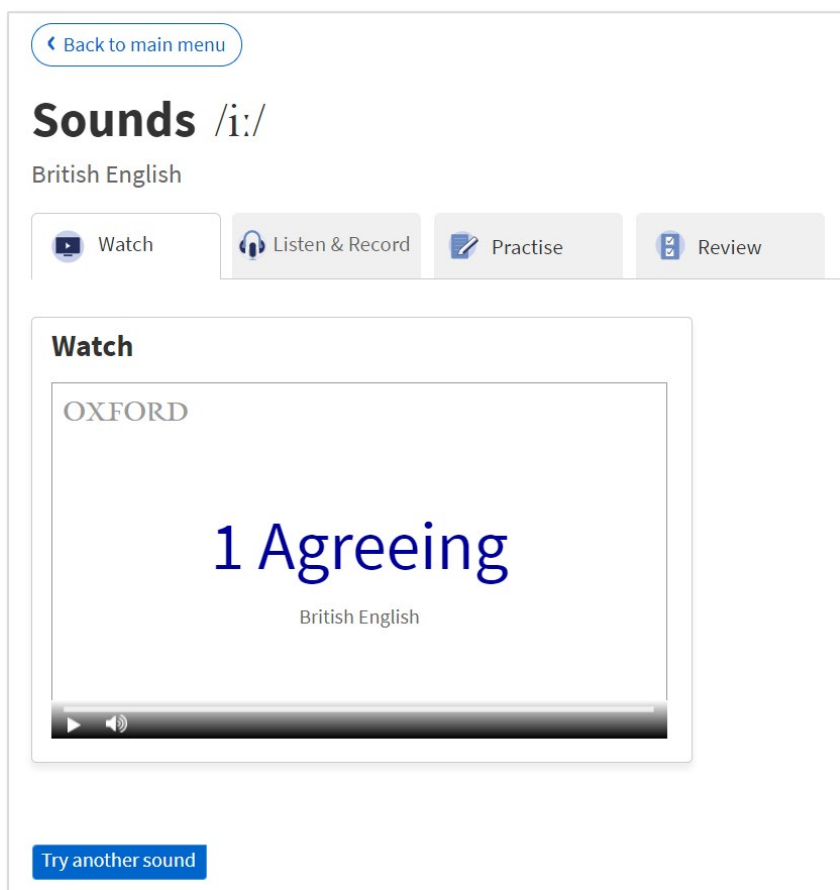 Back to main menu
Sounds /iː/
British English
Watch
Listen & Record
Practise
Review
Watch
OXFORD
1 Agreeing
British English
Try another sound